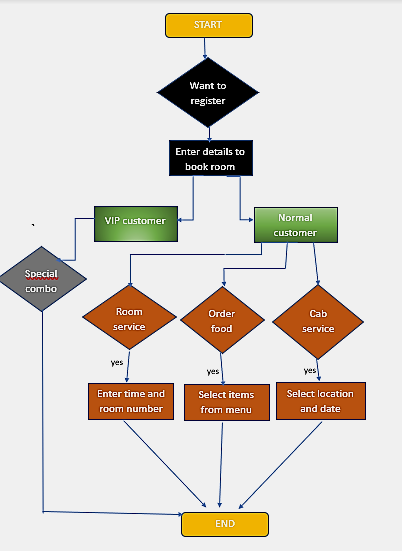 START
Want to
register
Enter details to
book room
VIP customer
Normal
customer
Special
combo
Room
service
Order
food
Cab
service
yes
yes
yes
Enter time and
room number
Select items
from menu
Select location
and date
END